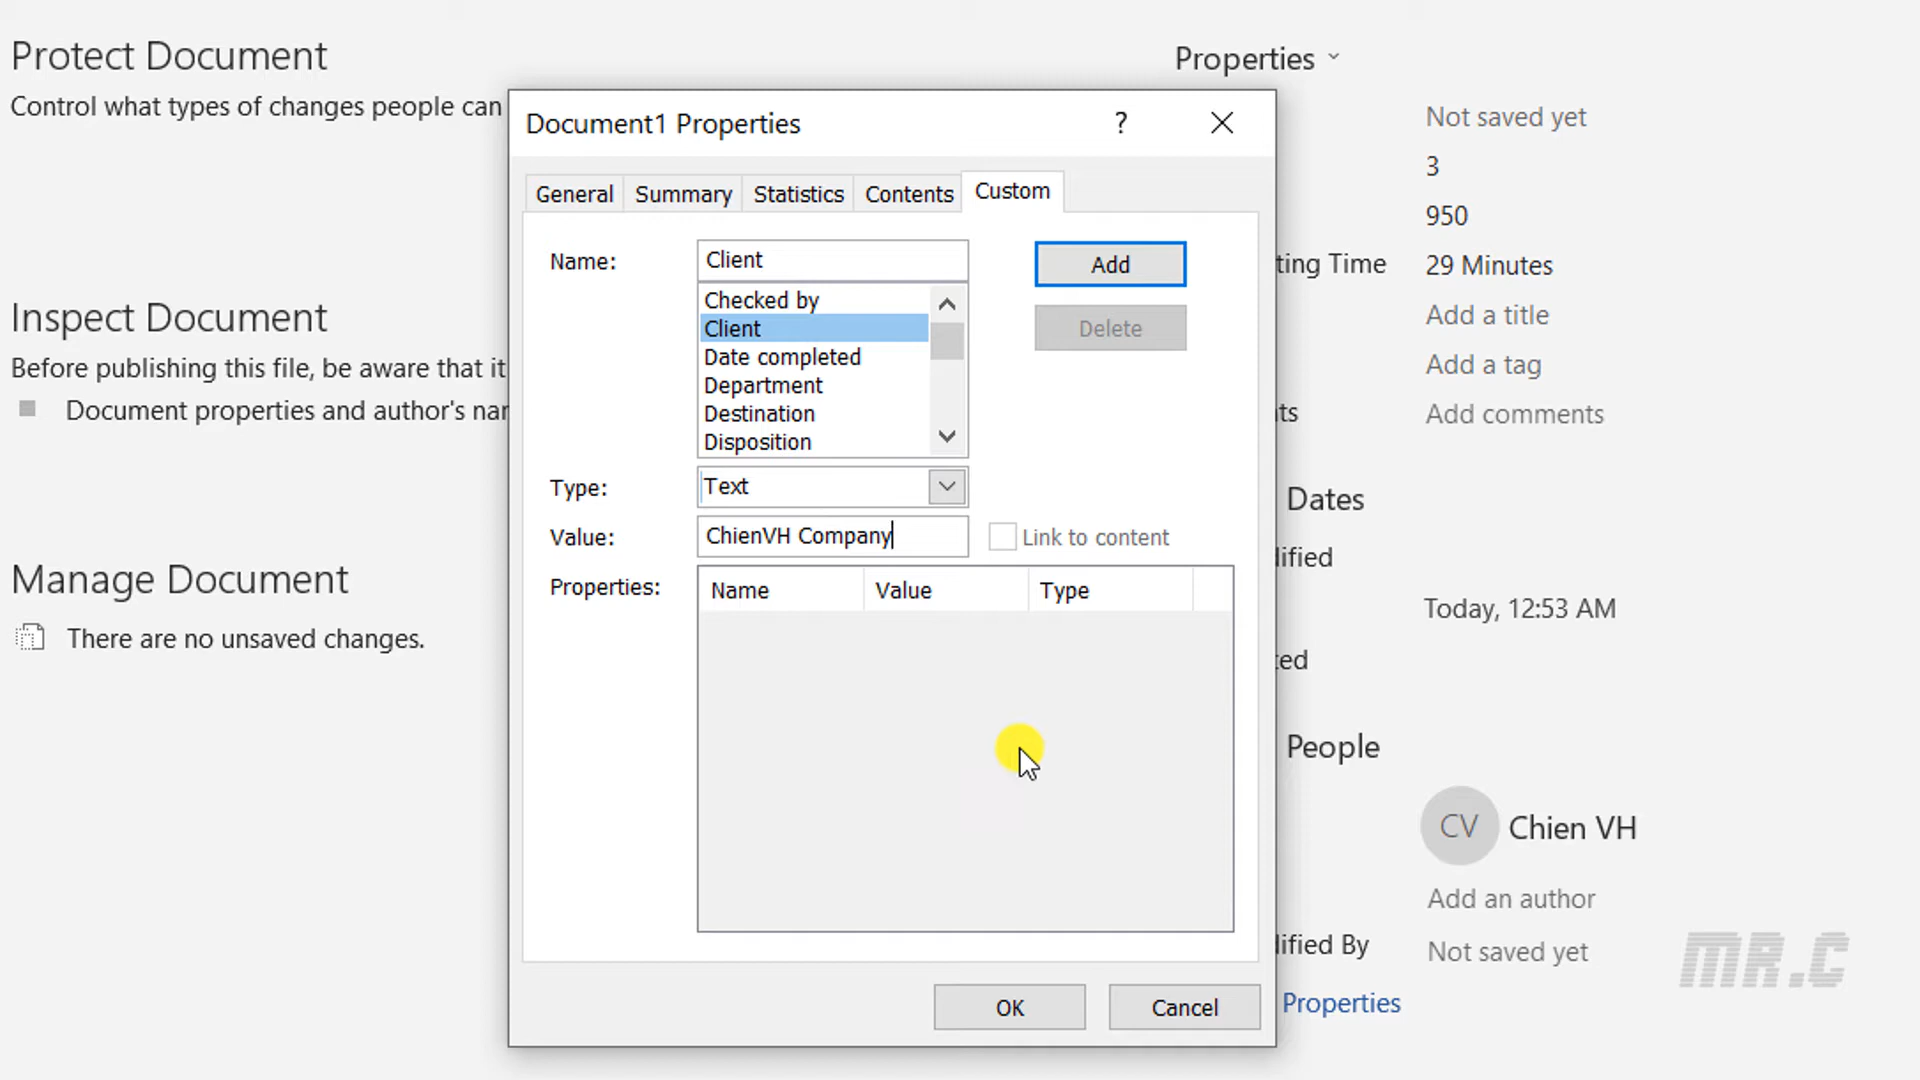 Protect Document
Control what types of changes people can
Inspect Document
Before publishing this file, be aware that it
Document properties and author's nar
Manage Document
There are no unsaved changes.
Document1 Properties
?
General
Summary
Statistics
Contents
Custom
Name:
Client
Add
Checked by
Client
Date completed
Department
Destination
Disposition
Delete
Type:
Text
Value:
ChienVH Company
Link to content
Properties:
Name
Value
Type
OK
Cancel
Properties
Not saved yet
3
950
ting Time
29 Minutes
Add a title
Add a tag
ts
Add comments
Dates
lified
Today, 12:53 AM
ted
People
CV
Chien VH
Add an author
lified By
Not saved yet
Properties
MR.C